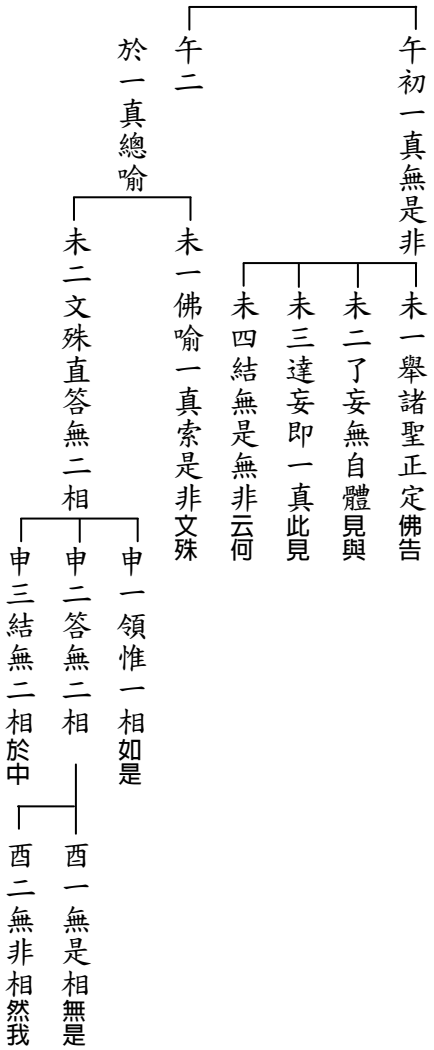 午初一真無是非
未一舉諸聖正定佛告
未二了妄無自體見與
未三達妄即一真此見
未四結無是無非云何
午二
於一真總喻
未一佛喻一真索是非文殊
未二文殊直答無二相
申一領惟一相如是
申二答無二相
酉一無是相無是
酉二無非相然我
申三結無二相於中